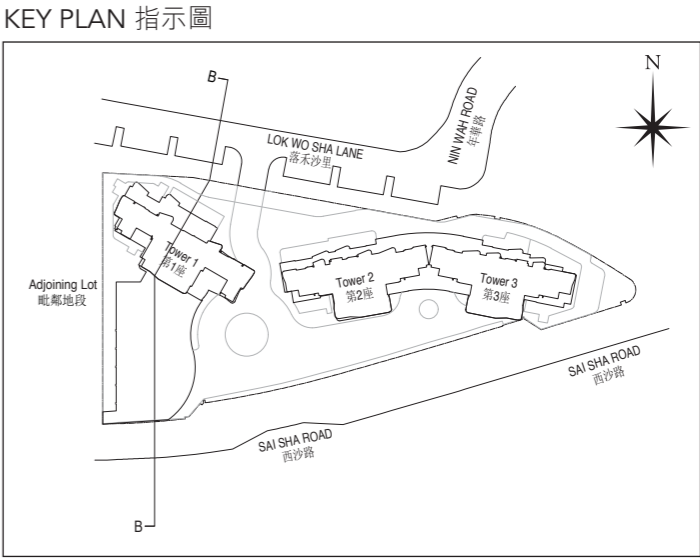 KEY PLAN 指示圖
B
N
NIN WAH ROAD
年華路
LOK WO SHA LANE
落禾沙里
Tower 1
第1座
Adjoining Lot
毗鄰地段
Tower 2
第2座
Tower 3
第3座
SAI SHA ROAD
西沙路
SAI SHA ROAD
西沙路
B